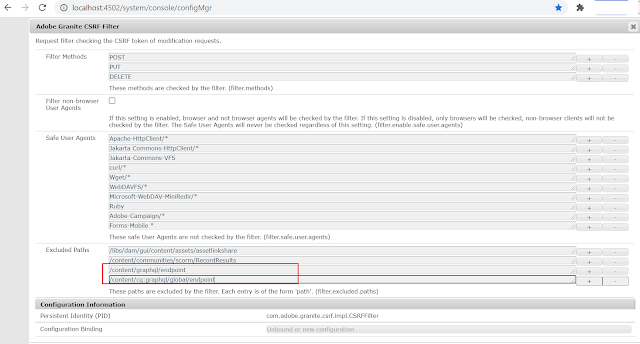 localhost:4502/system/console/configMgr
Adobe Granite CSRF Filter
Request filter checking the CSRF token of modification requests.
Filter Methods
POST
PUT
DELETE
These methods are checked by the filter. (filter.methods)
Filter non-browser
User Agents
If this setting is enabled, browser and not browser agents will be checked by the filter. If this setting is disabled, only browsers will be checked, non-browser clients will not be
checked by the filter. The Safe User Agents will never be checked regardless of this setting. (filter.enable.safe.user.agents)
Safe User Agents
Apache-HttpClient/*
Jakarta Commons-HttpClient/*
Jakarta-Commons-VFS
curl/*
Wget/*
WebDAVFS/*
Microsoft-WebDAV-MiniRedir/*
Ruby
Adobe-Campaign/*
Forms-Mobile *
These safe user Agents are not checked by the filter. (filter.safe.user.agents)
Excluded Paths
/libs/dam/gui/content/assets/assetlinkshare
/content/communities/scorm/RecordResults
/content/graphql/endpoint
/content/cq:graphql/global/endpoint
These paths are excluded by the filter. Each entry is of the form 'path'. (filter.excluded.paths)
Configuration Information
Persistent Identity (PID) com.adobe.granite.csrf.impl.CSRFFilter
Configuration Binding Unbound or new configuration